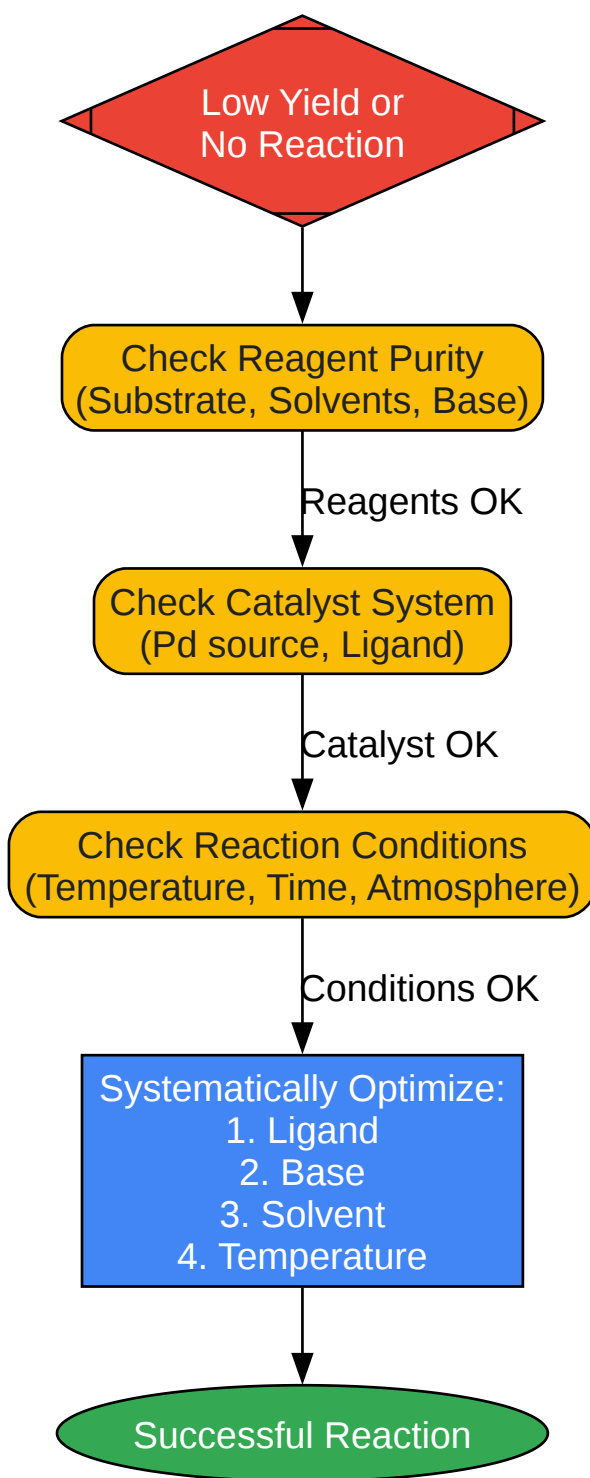 Low Yield or
No Reaction
Check Reagent Purity
(Substrate, Solvents, Base)
Reagents OK
Check Catalyst System
(Pd source, Ligand)
Catalyst OK
Check Reaction Conditions
(Temperature, Time, Atmosphere)
Conditions OK
Systematically Optimize:
1. Ligand
2. Base
3. Solvent
4. Temperature
Successful Reaction